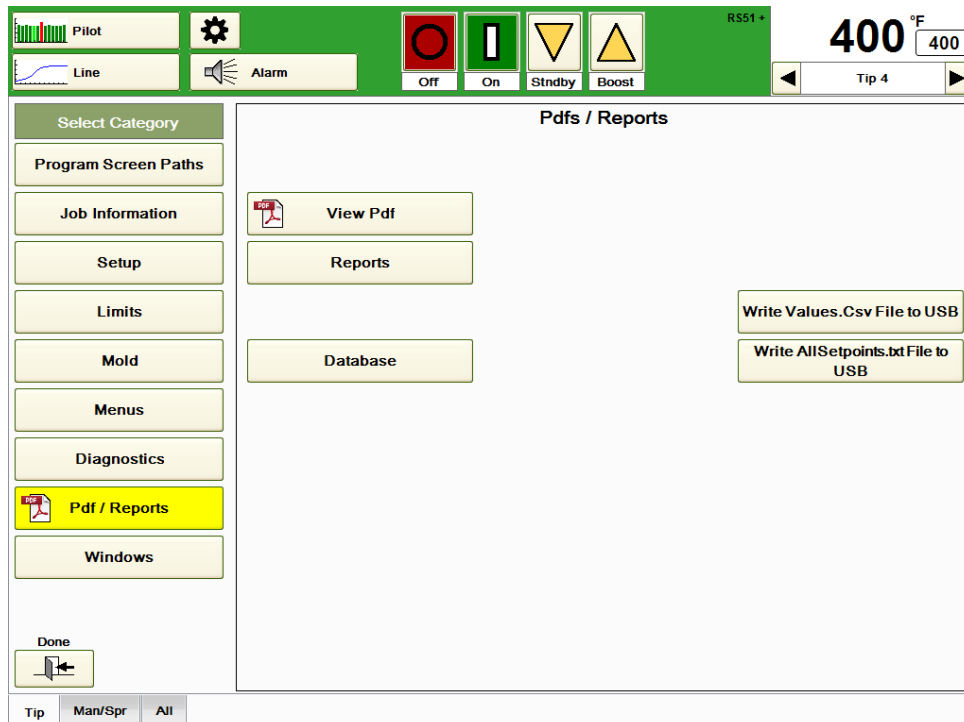 Pilot
Line
Alarm
Off
On
Stndby
Boost
RS51 +
400 °F
400
Tip 4
Select Category
Program Screen Paths
Job Information
Setup
Limits
Mold
Menus
Diagnostics
PDF
Pdf / Reports
Windows
Done
Pdfs / Reports
PDF
View Pdf
Reports
Database
Write Values.Csv File to USB
Write AllSetpoints.txt File to
USB
Tip
Man/Spr
All